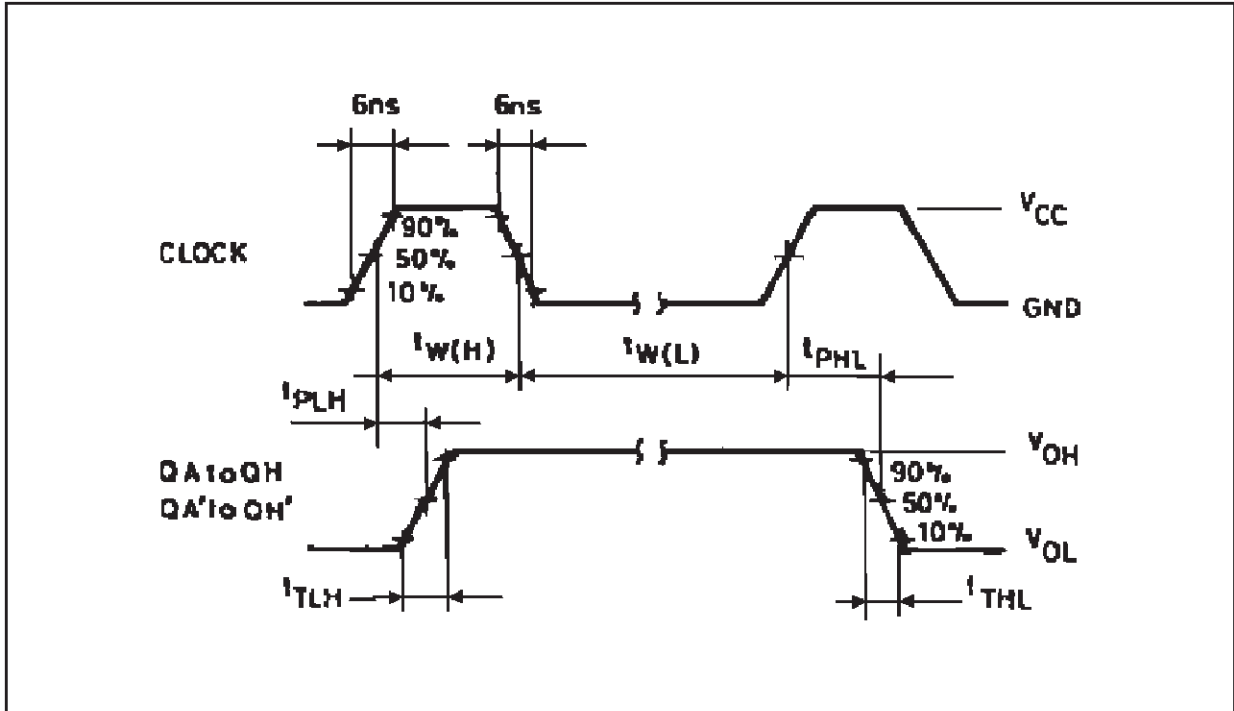 6ns 6ns
VCC
CLOCK
90%
50%
10%
GND
tW(H) tW(L) tPHL
tPLH
QA to QH
QA' to QH'
VOH
90%
50%
10%
VOL
tTLH
tTHL